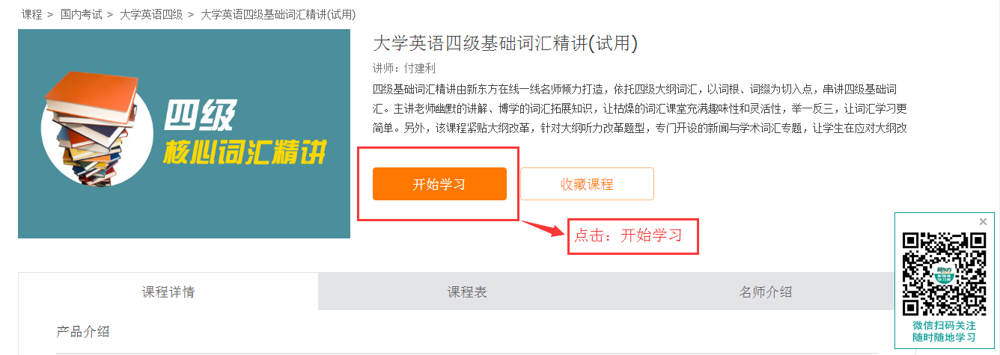 课程 > 国内考试 > 大学英语四级 > 大学英语四级基础词汇精讲(试用)
大学英语四级基础词汇精讲(试用)
讲师：付建利
四级基础词汇精讲由新东方在线一线名师倾力打造，依托四级大纲词汇，以词根、词缀为切入点，串讲四级基础词
汇。主讲老师幽默的讲解、博学的词汇拓展知识，让枯燥的词汇课堂充满趣味性和灵活性，举一反三，让词汇学习更
简单。另外，该课程紧贴大纲改革，针对大纲听力改革题型，专门开设的新闻与学术词汇专题，让学生在应对大纲改
四级
核心词汇精讲
开始学习
收藏课程
点击：开始学习
课程详情
课程表
名师介绍
产品介绍
新东方
微信扫码关注
随时随地学习